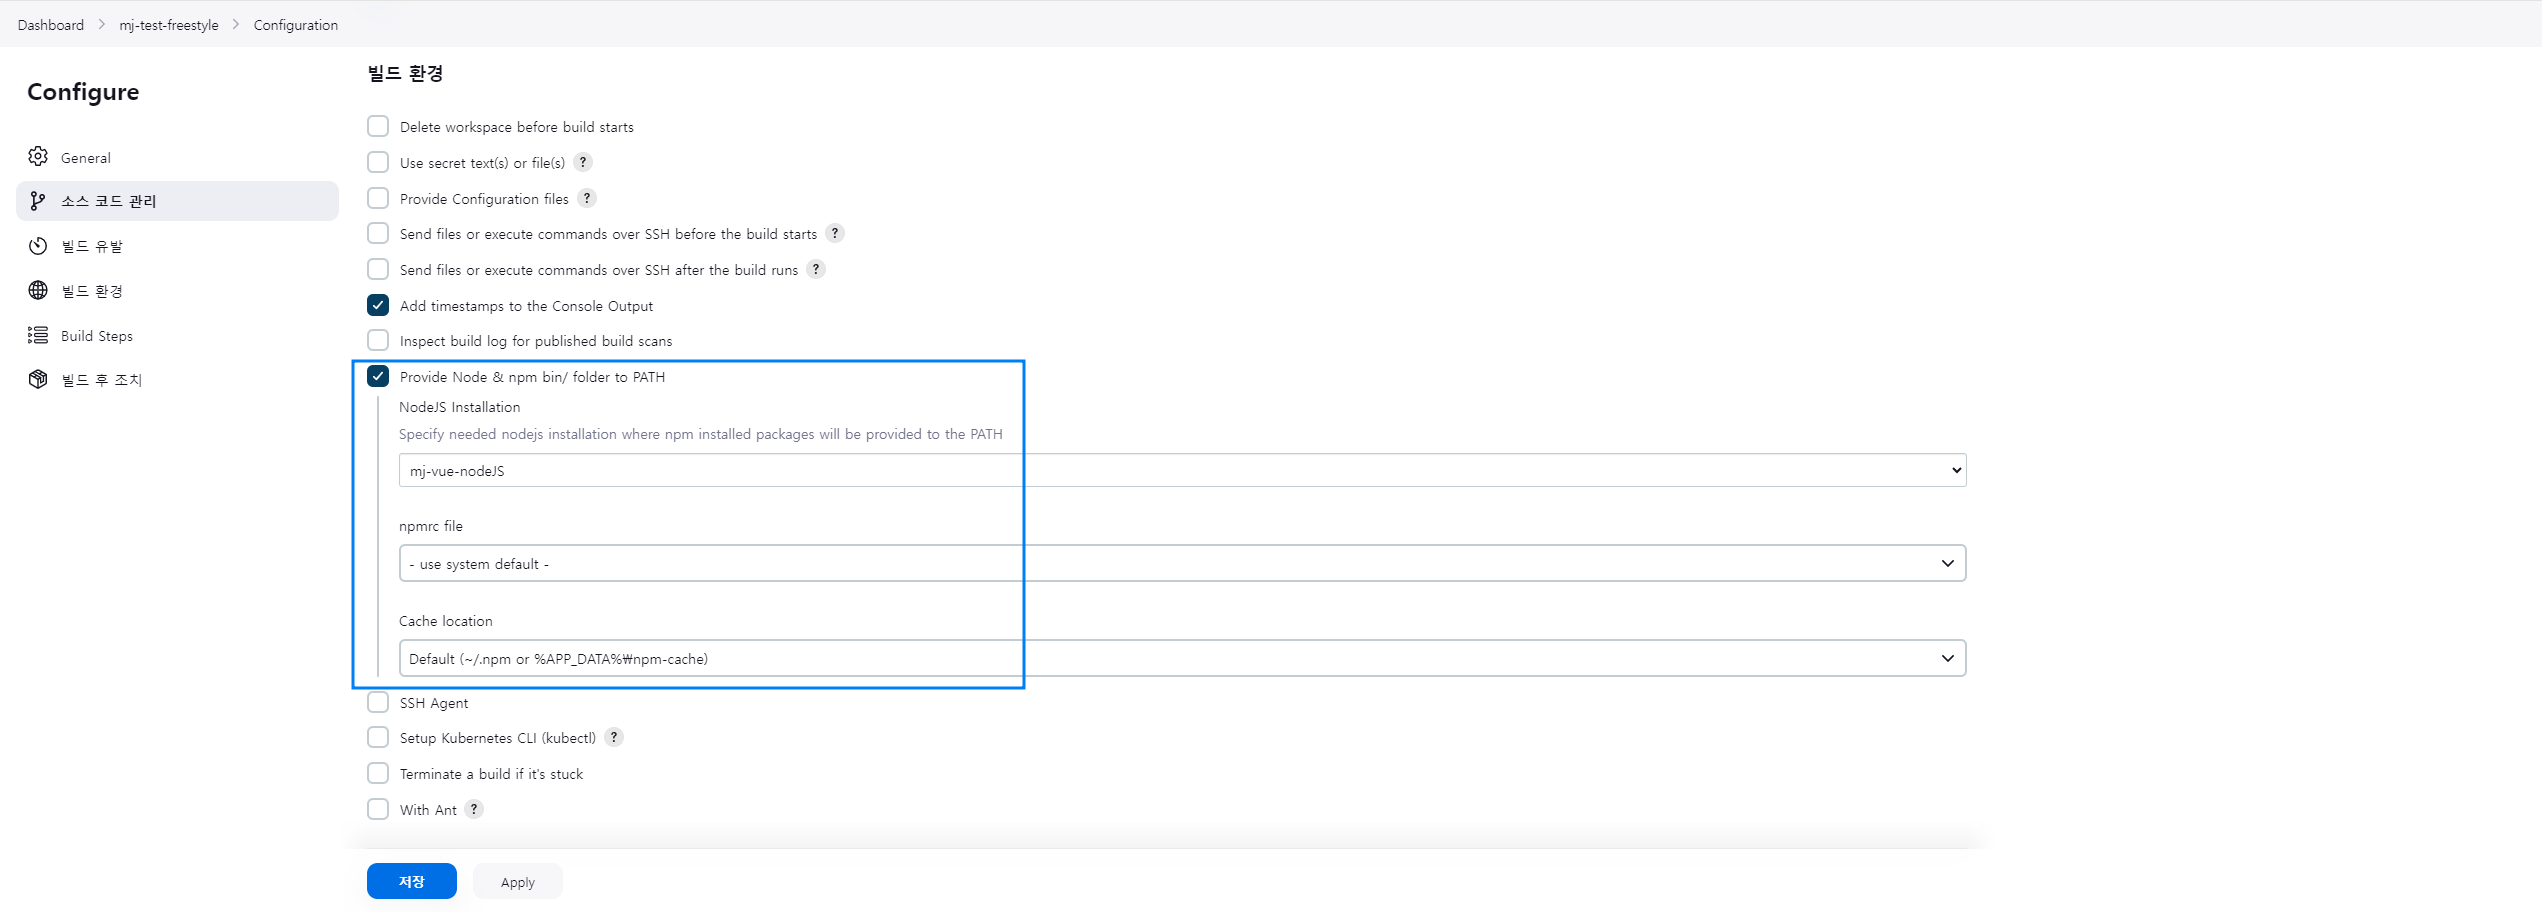 Dashboard > mj-test-freestyle > Configuration
Configure
General
소스 코드 관리
빌드 유발
빌드 환경
Build Steps
빌드 후 조치
빌드 환경
Delete workspace before build starts
Use secret text(s) or file(s) ?
Provide Configuration files ?
Send files or execute commands over SSH before the build starts ?
Send files or execute commands over SSH after the build runs ?
Add timestamps to the Console Output
Inspect build log for published build scans
Provide Node & npm bin/ folder to PATH
NodeJS Installation
Specify needed nodejs installation where npm installed packages will be provided to the PATH
mj-vue-nodeJS
npmrc file
- use system default -
Cache location
Default (~/.npm or %APP_DATA%₩npm-cache)
SSH Agent
Setup Kubernetes CLI (kubectl) ?
Terminate a build if it's stuck
With Ant ?
저장
Apply